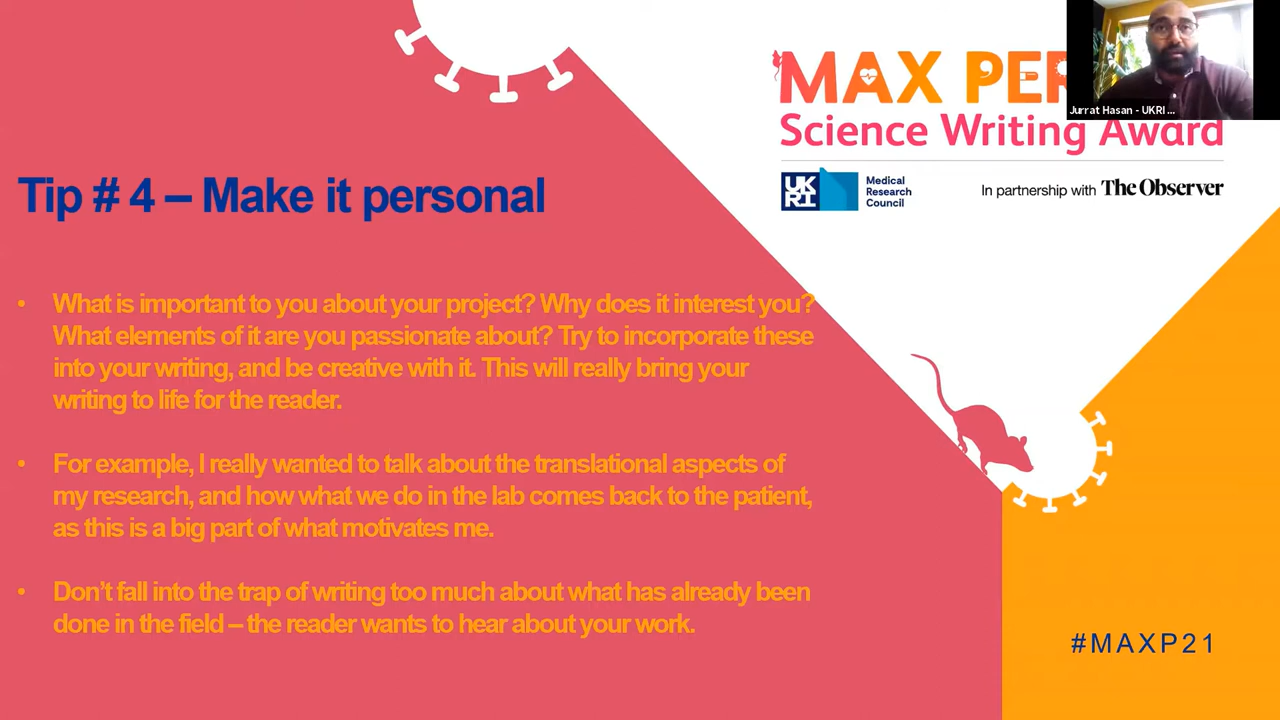 MAX PER
Jurrat Hasan - UKRI ...
Science Writing Award
UK
RI
Medical
Research
Council
In partnership with The Observer
Tip # 4 – Make it personal
• What is important to you about your project? Why does it interest you?
What elements of it are you passionate about? Try to incorporate these
into your writing, and be creative with it. This will really bring your
writing to life for the reader.
• For example, I really wanted to talk about the translational aspects of
my research, and how what we do in the lab comes back to the patient,
as this is a big part of what motivates me.
• Don’t fall into the trap of writing too much about what has already been
done in the field – the reader wants to hear about your work.
#MAXP21